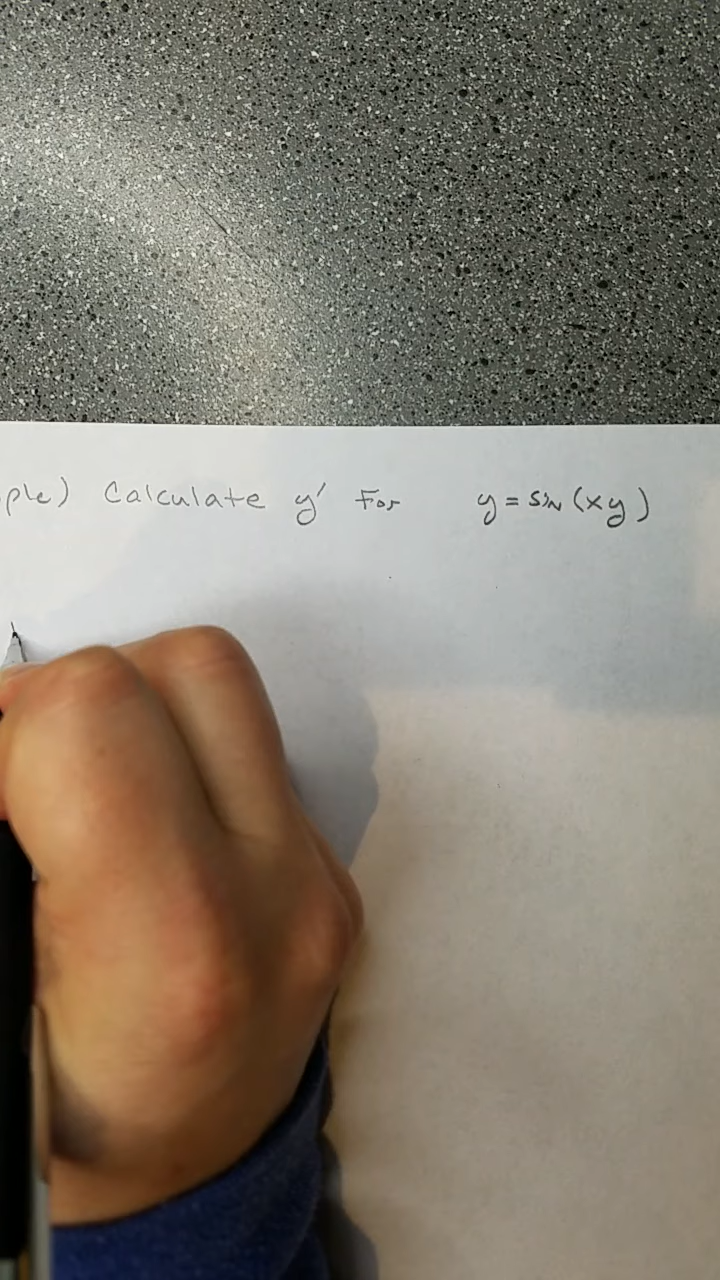 ple) Calculate y' For y = sin (xy)